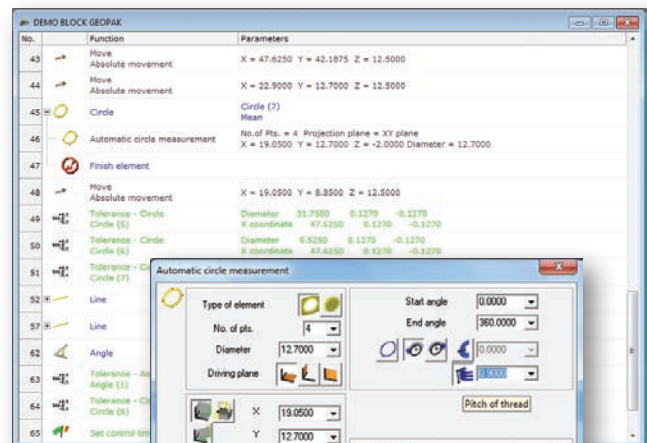 DEMO BLOCK GEOPAK
No. Function Parameters
43 Move
Absolute movement X = 47.6250 Y = 42.1875 Z = 12.5000
44 Move
Absolute movement X = 22.9000 Y = 12.7000 Z = 12.5000
45 Circle Circle (7)
Mean
46 Automatic circle measurement No.of Pts. = 4 Projection plane = XY plane
X = 19.0500 Y = 12.7000 Z = -2.0000 Diameter = 12.7000
47 Finish element
48 Move
Absolute movement X = 19.0500 Y = 8.8500 Z = 12.5000
49 Tolerance - Circle Diameter 31.7500 0.1270 -0.1270
Circle (5) X coordinate 47.6250 0.1270 -0.1270
50 Tolerance - Circle Diameter 9.5250 0.1270 -0.1270
Circle (6) X coordinate 47.6250 0.1270 -0.1270
51 Tolerance -
Circle (7)
52 Line
57 Line
62 Angle
63 Tolerance -
Angle (1)
64 Tolerance -
Circle (6)
65 Set control
Automatic circle measurement
Type of element
No. of pts. 4
Diameter 12.7000
Driving plane
X 19.0500
Y 12.7000
Start angle 0.0000
End angle 360.0000
0.0000
0.9000
Pitch of thread